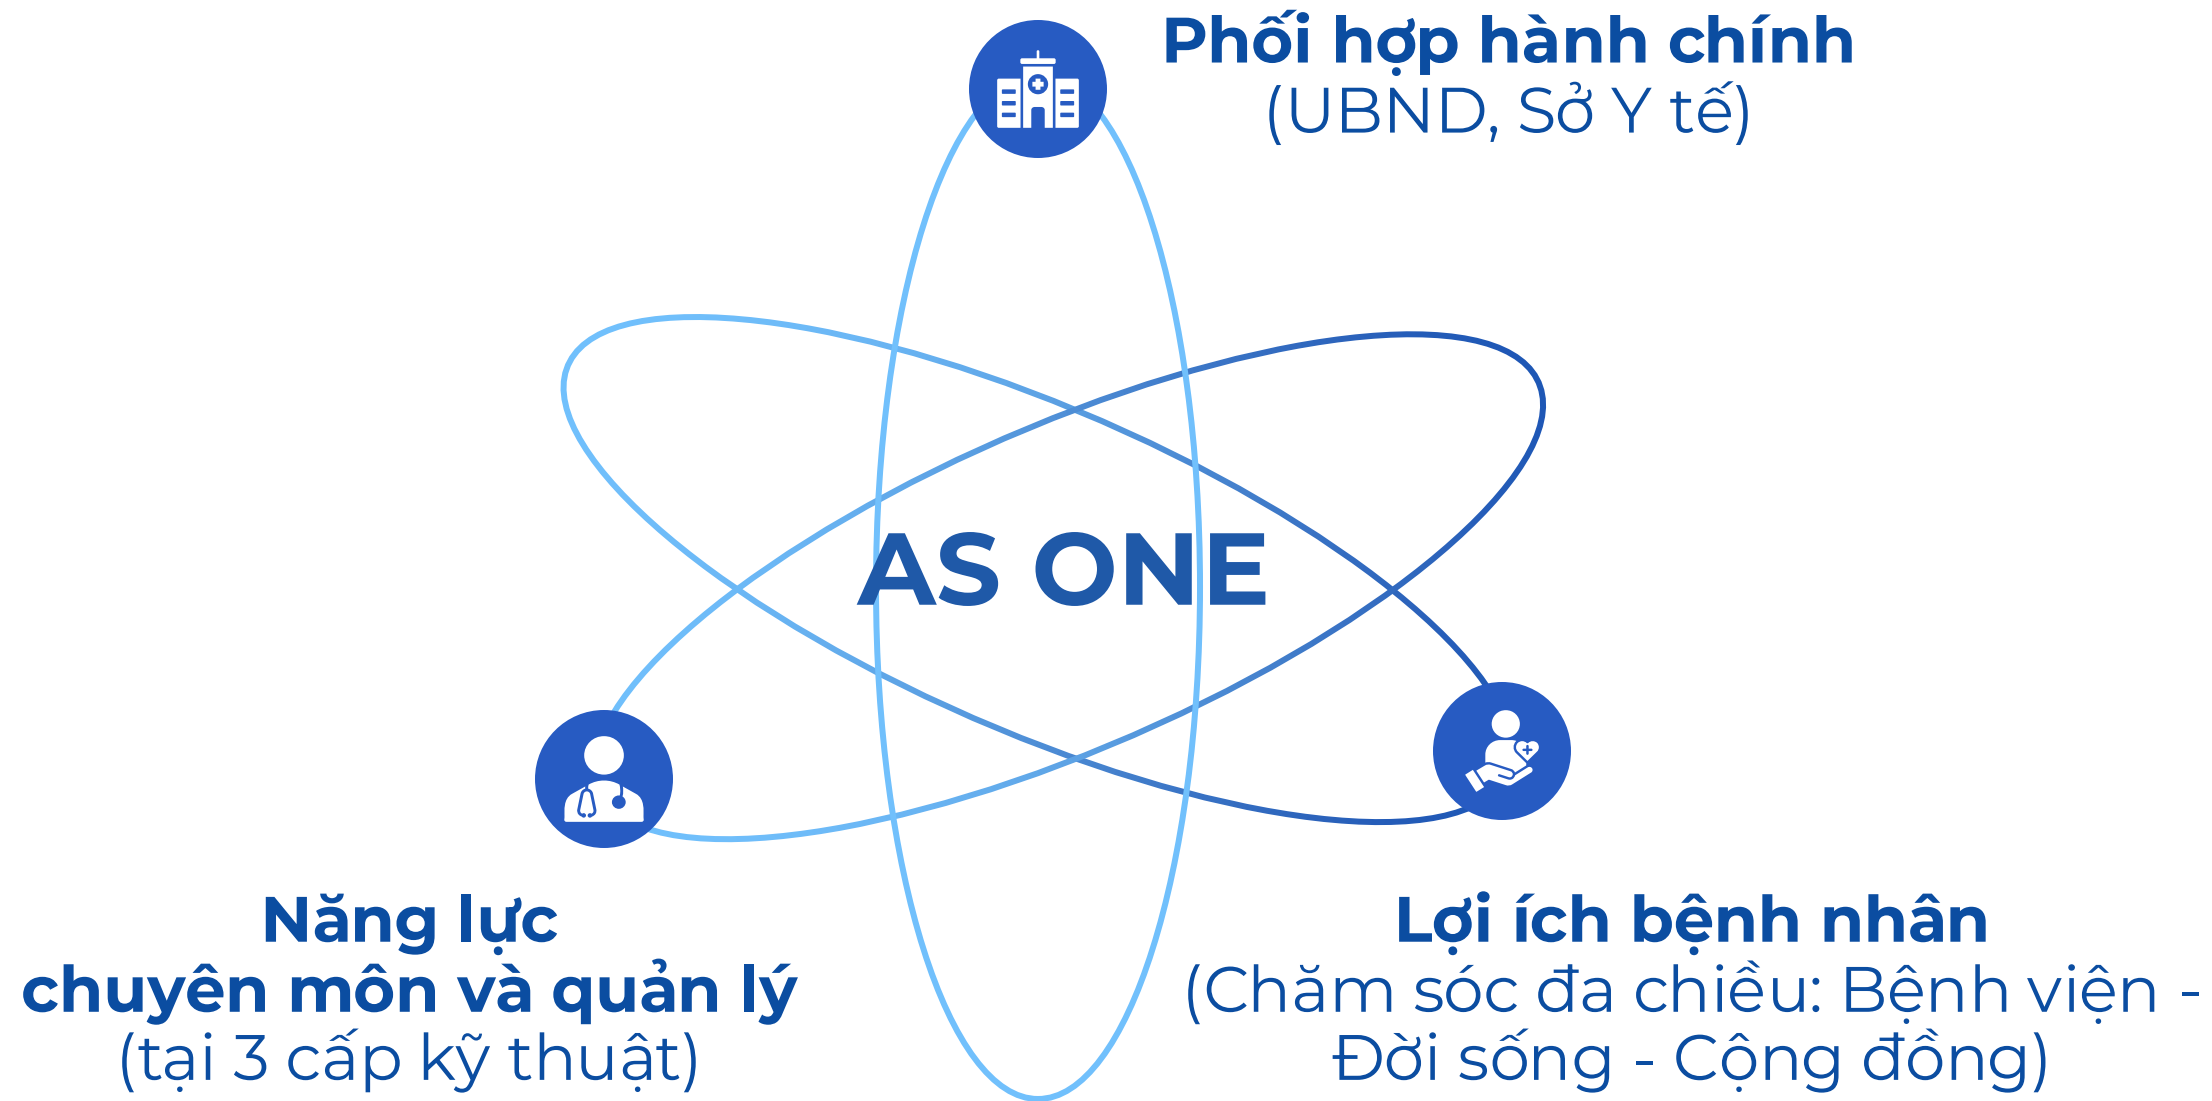 Phối hợp hành chính
(UBND, Sở Y tế)
AS ONE
Năng lực
chuyên môn và quản lý
(tại 3 cấp kỹ thuật)
Lợi ích bệnh nhân
(Chăm sóc đa chiều: Bệnh viện -
Đời sống - Cộng đồng)